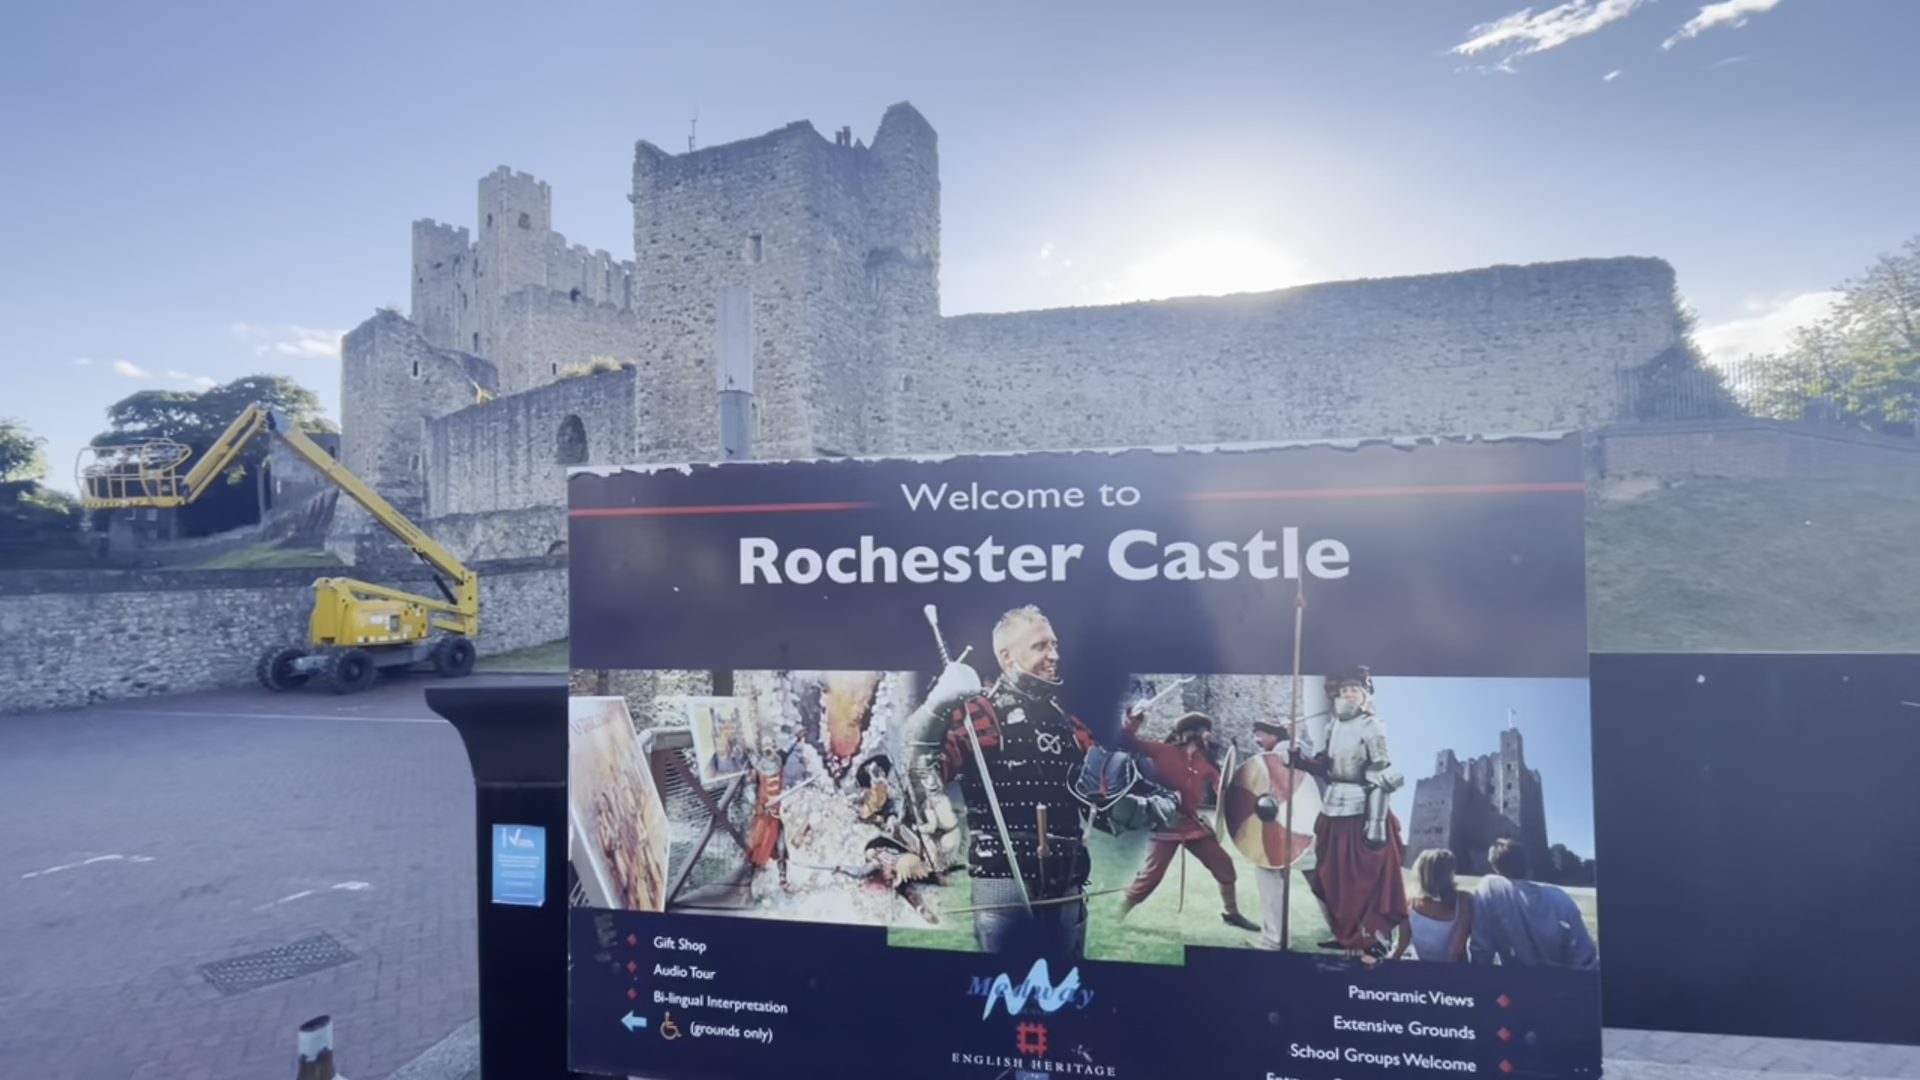 Welcome to
Rochester Castle
Gift Shop
Audio Tour
Bi-lingual Interpretation
(grounds only)
Medway
ENGLISH HERITAGE
Panoramic Views
Extensive Grounds
School Groups Welcome